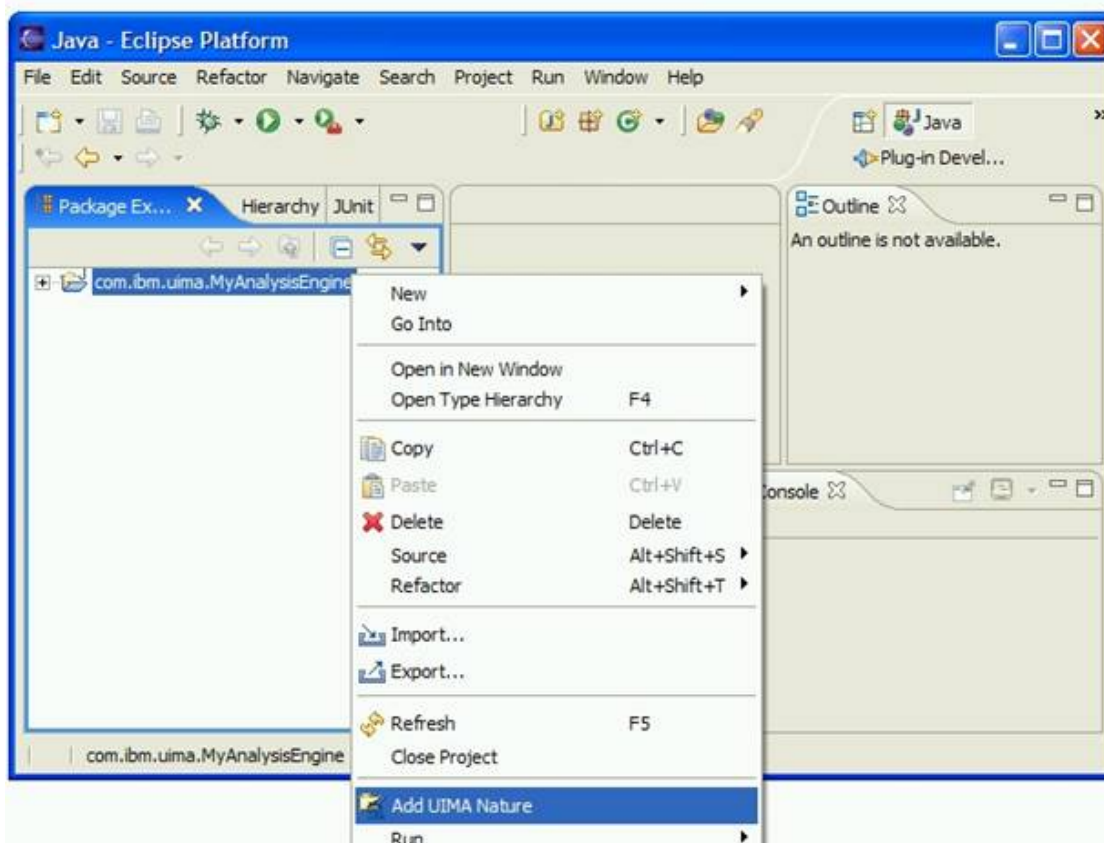 Java - Eclipse Platform
File Edit Source Refactor Navigate Search Project Run Window Help
Java
Plug-in Devel...
Package Ex... Hierarchy JUnit
Outline
An outline is not available.
com.ibm.uima.MyAnalysisEngine
New
Go Into
Open in New Window
Open Type Hierarchy F4
Copy Ctrl+C
Paste Ctrl+V
Console
Delete Delete
Source Alt+Shift+S
Refactor Alt+Shift+T
Import...
Export...
Refresh F5
com.ibm.uima.MyAnalysisEngine
Close Project
Add UIMA Nature
Run